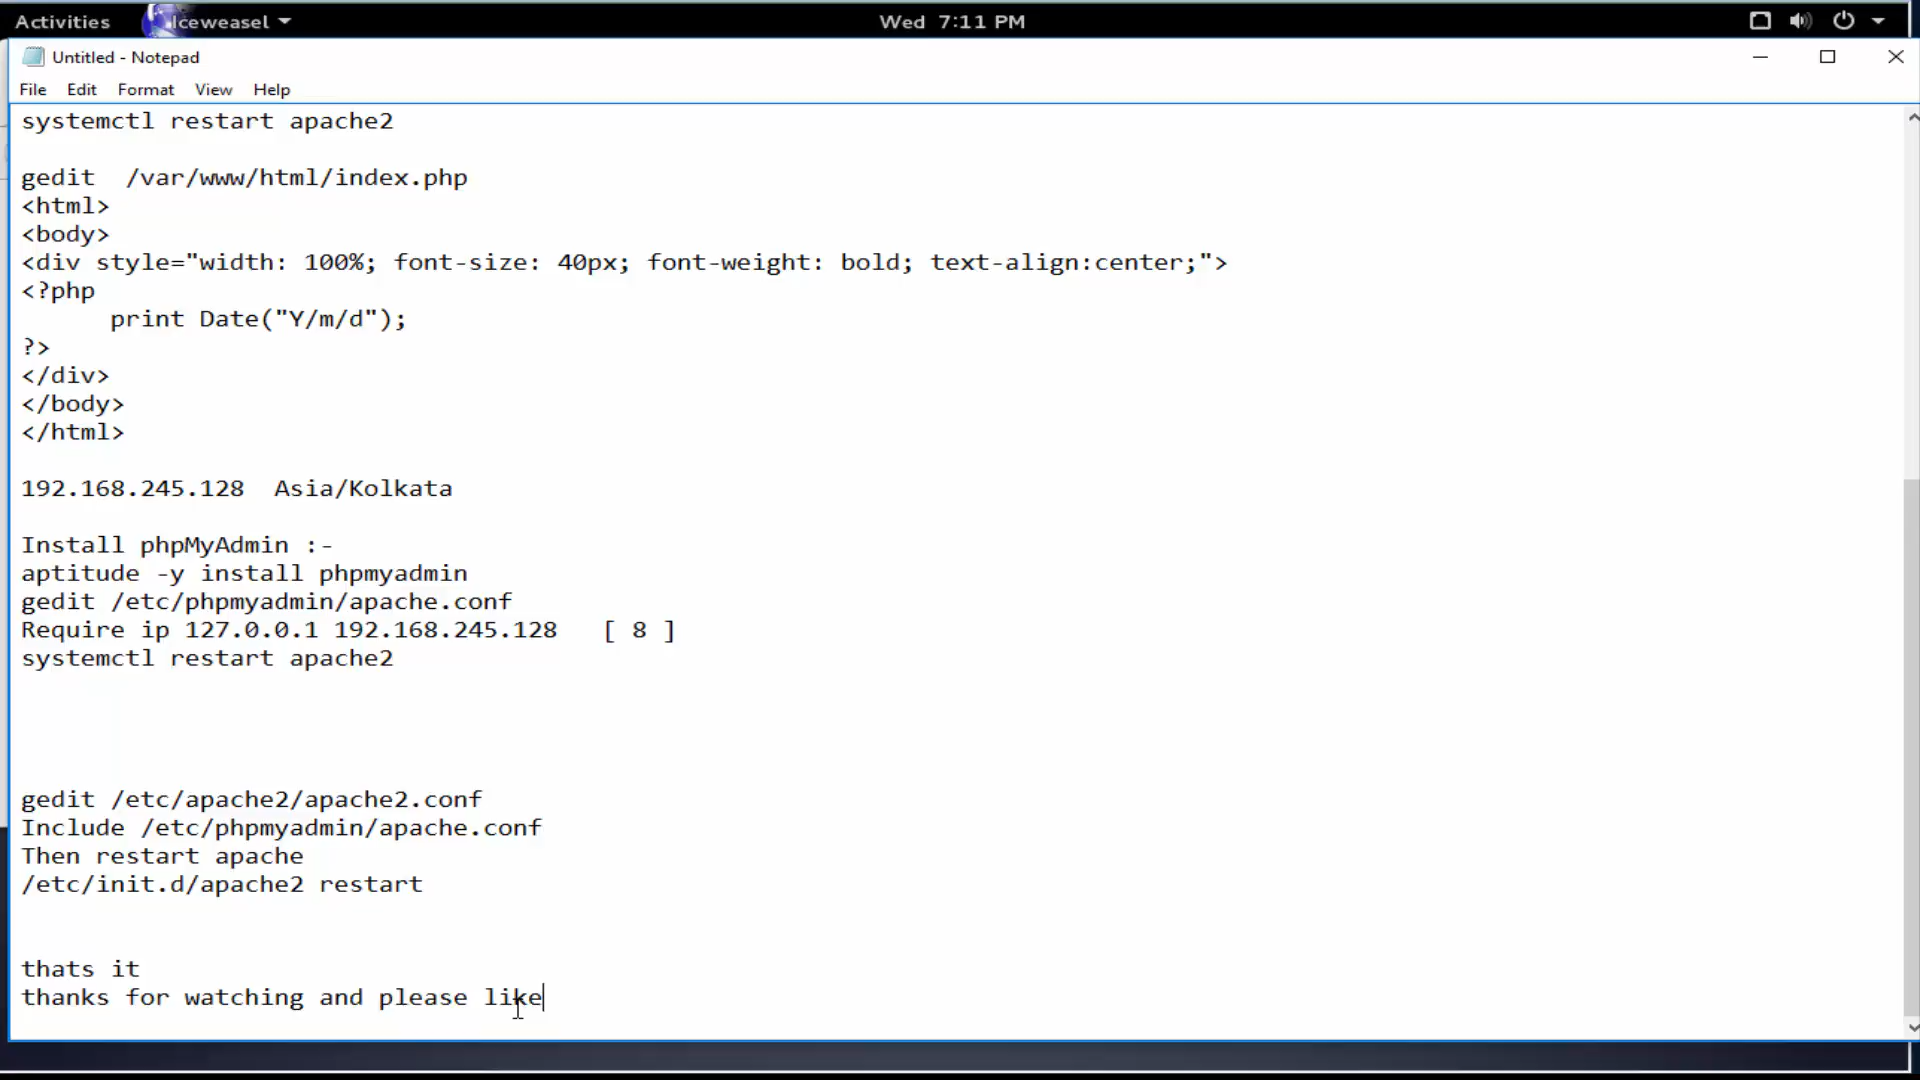 Activities Iceweasel Wed 7:11 PM
Untitled - Notepad
File Edit Format View Help
systemctl restart apache2
gedit  /var/www/html/index.php
<html>
<body>
<div style="width: 100%; font-size: 40px; font-weight: bold; text-align:center;">
<?php
      print Date("Y/m/d");
?>
</div>
</body>
</html>
192.168.245.128  Asia/Kolkata
Install phpMyAdmin :-
aptitude -y install phpmyadmin
gedit /etc/phpmyadmin/apache.conf
Require ip 127.0.0.1 192.168.245.128   [ 8 ]
systemctl restart apache2
gedit /etc/apache2/apache2.conf
Include /etc/phpmyadmin/apache.conf
Then restart apache
/etc/init.d/apache2 restart
thats it
thanks for watching and please like